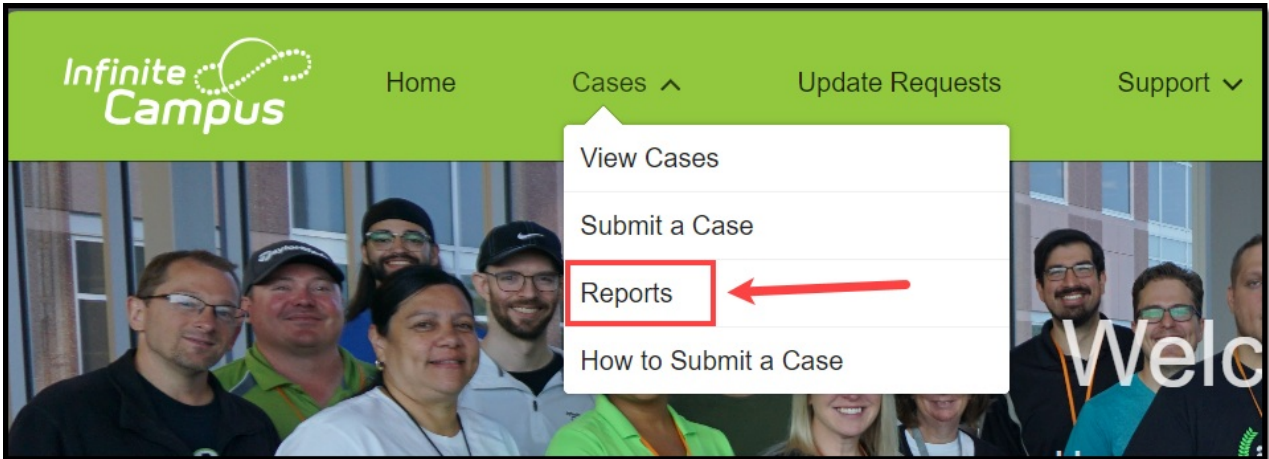 Infinite
Campus
Home
Cases
Update Requests
Support
View Cases
Submit a Case
Reports
How to Submit a Case
Welc